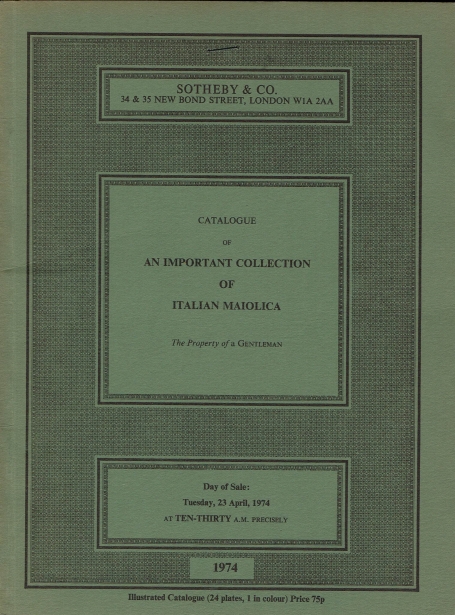 SOTHEBY & CO.
34 & 35 NEW BOND STREET, LONDON W1A 2AA
CATALOGUE
OF
AN IMPORTANT COLLECTION
OF
ITALIAN MAIOLICA
The Property of a GENTLEMAN
Day of Sale:
Tuesday, 23 April, 1974
AT TEN-THIRTY A.M. PRECISELY
1974
Illustrated Catalogue (24 plates, 1 in colour) Price 75p